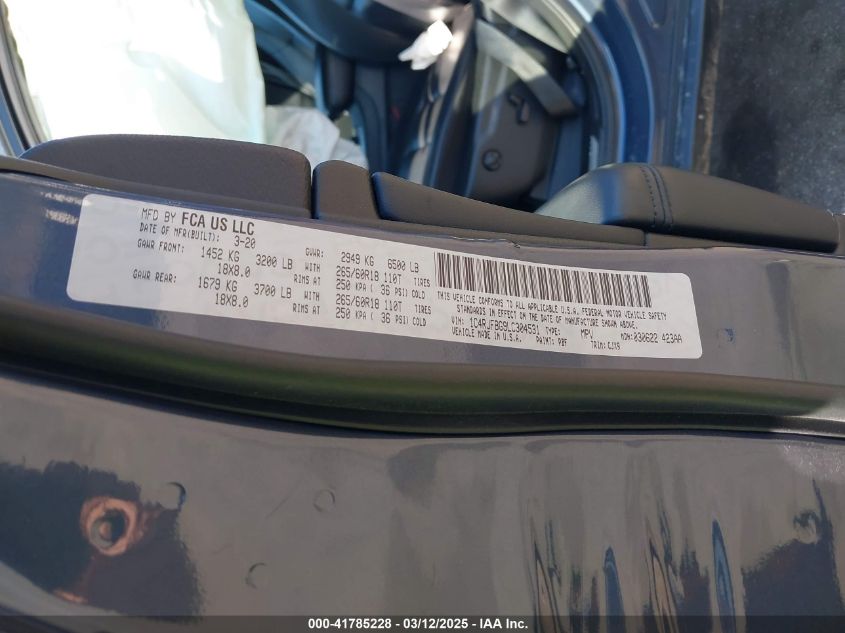 MFD BY FCA US LLC
DATE OF MFR(BUILT): 3-20 GVWR: 2949 KG 6500 LB
GAWR FRONT: 1452 KG 3200 LB WITH 265/60R18 110T TIRES
18X8.0 RIMS AT 250 KPA ( 36 PSI) COLD
GAWR REAR: 1679 KG 3700 LB WITH 265/60R18 110T TIRES
18X8.0 RIMS AT 250 KPA ( 36 PSI) COLD
THIS VEHICLE CONFORMS TO ALL APPLICABLE U.S.A. FEDERAL MOTOR VEHICLE SAFETY
STANDARDS IN EFFECT ON THE DATE OF MANUFACTURE SHOWN ABOVE.
VIN: 1C4RJFBG9LC304531 TYPE: MPV MDH: 030622 423AA
VEHICLE MADE IN U.S.A. PAINT: TRIM:
000-41785228 - 03/12/2025 - IAA Inc.